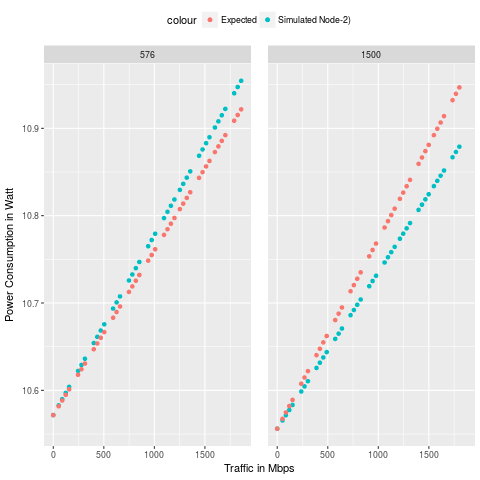 colour Expected Simulated Node-2)
576 1500
Power Consumption in Watt
10.9
10.8
10.7
10.6
0 500 1000 1500 0 500 1000 1500
Traffic in Mbps